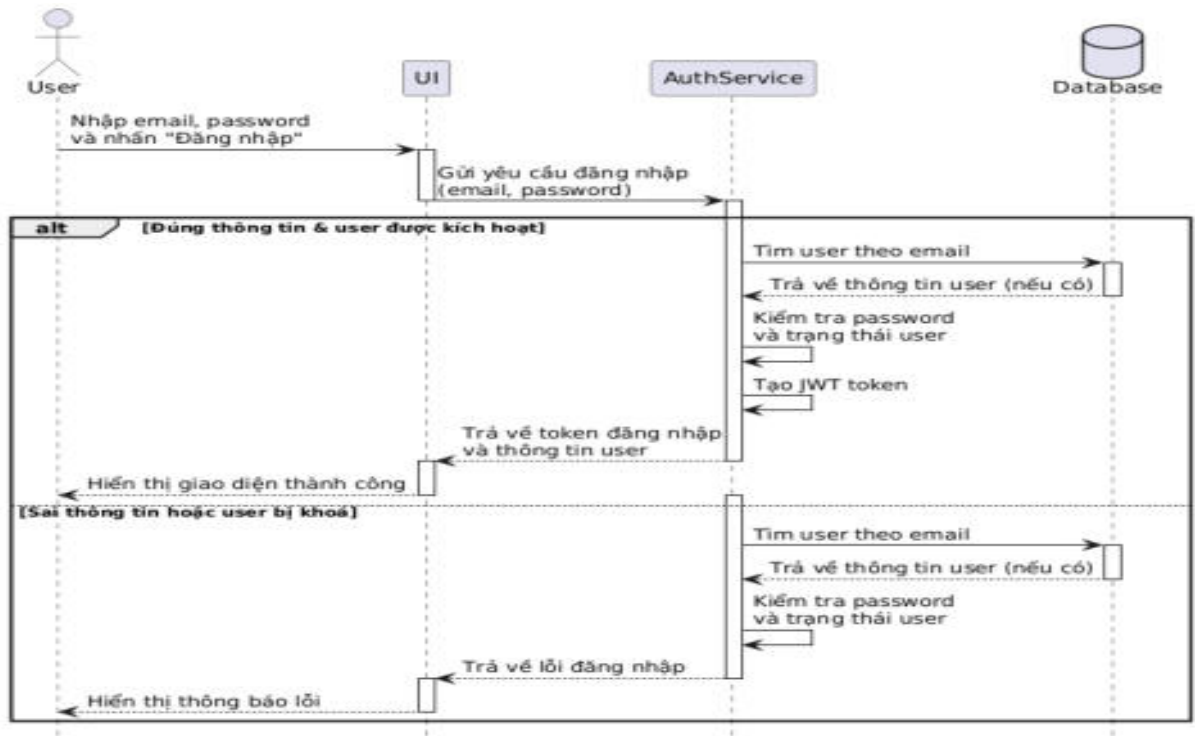 User
UI
AuthService
Database
Nhập email, password
và nhấn "Đăng nhập"
Gửi yêu cầu đăng nhập
(email, password)
alt
[Đúng thông tin & user được kích hoạt]
Tìm user theo email
Trả về thông tin user (nếu có)
Kiểm tra password
và trạng thái user
Tạo JWT token
Trả về token đăng nhập
và thông tin user
Hiển thị giao diện thành công
[Sai thông tin hoặc user bị khoá]
Tìm user theo email
Trả về thông tin user (nếu có)
Kiểm tra password
và trạng thái user
Trả về lỗi đăng nhập
Hiển thị thông báo lỗi